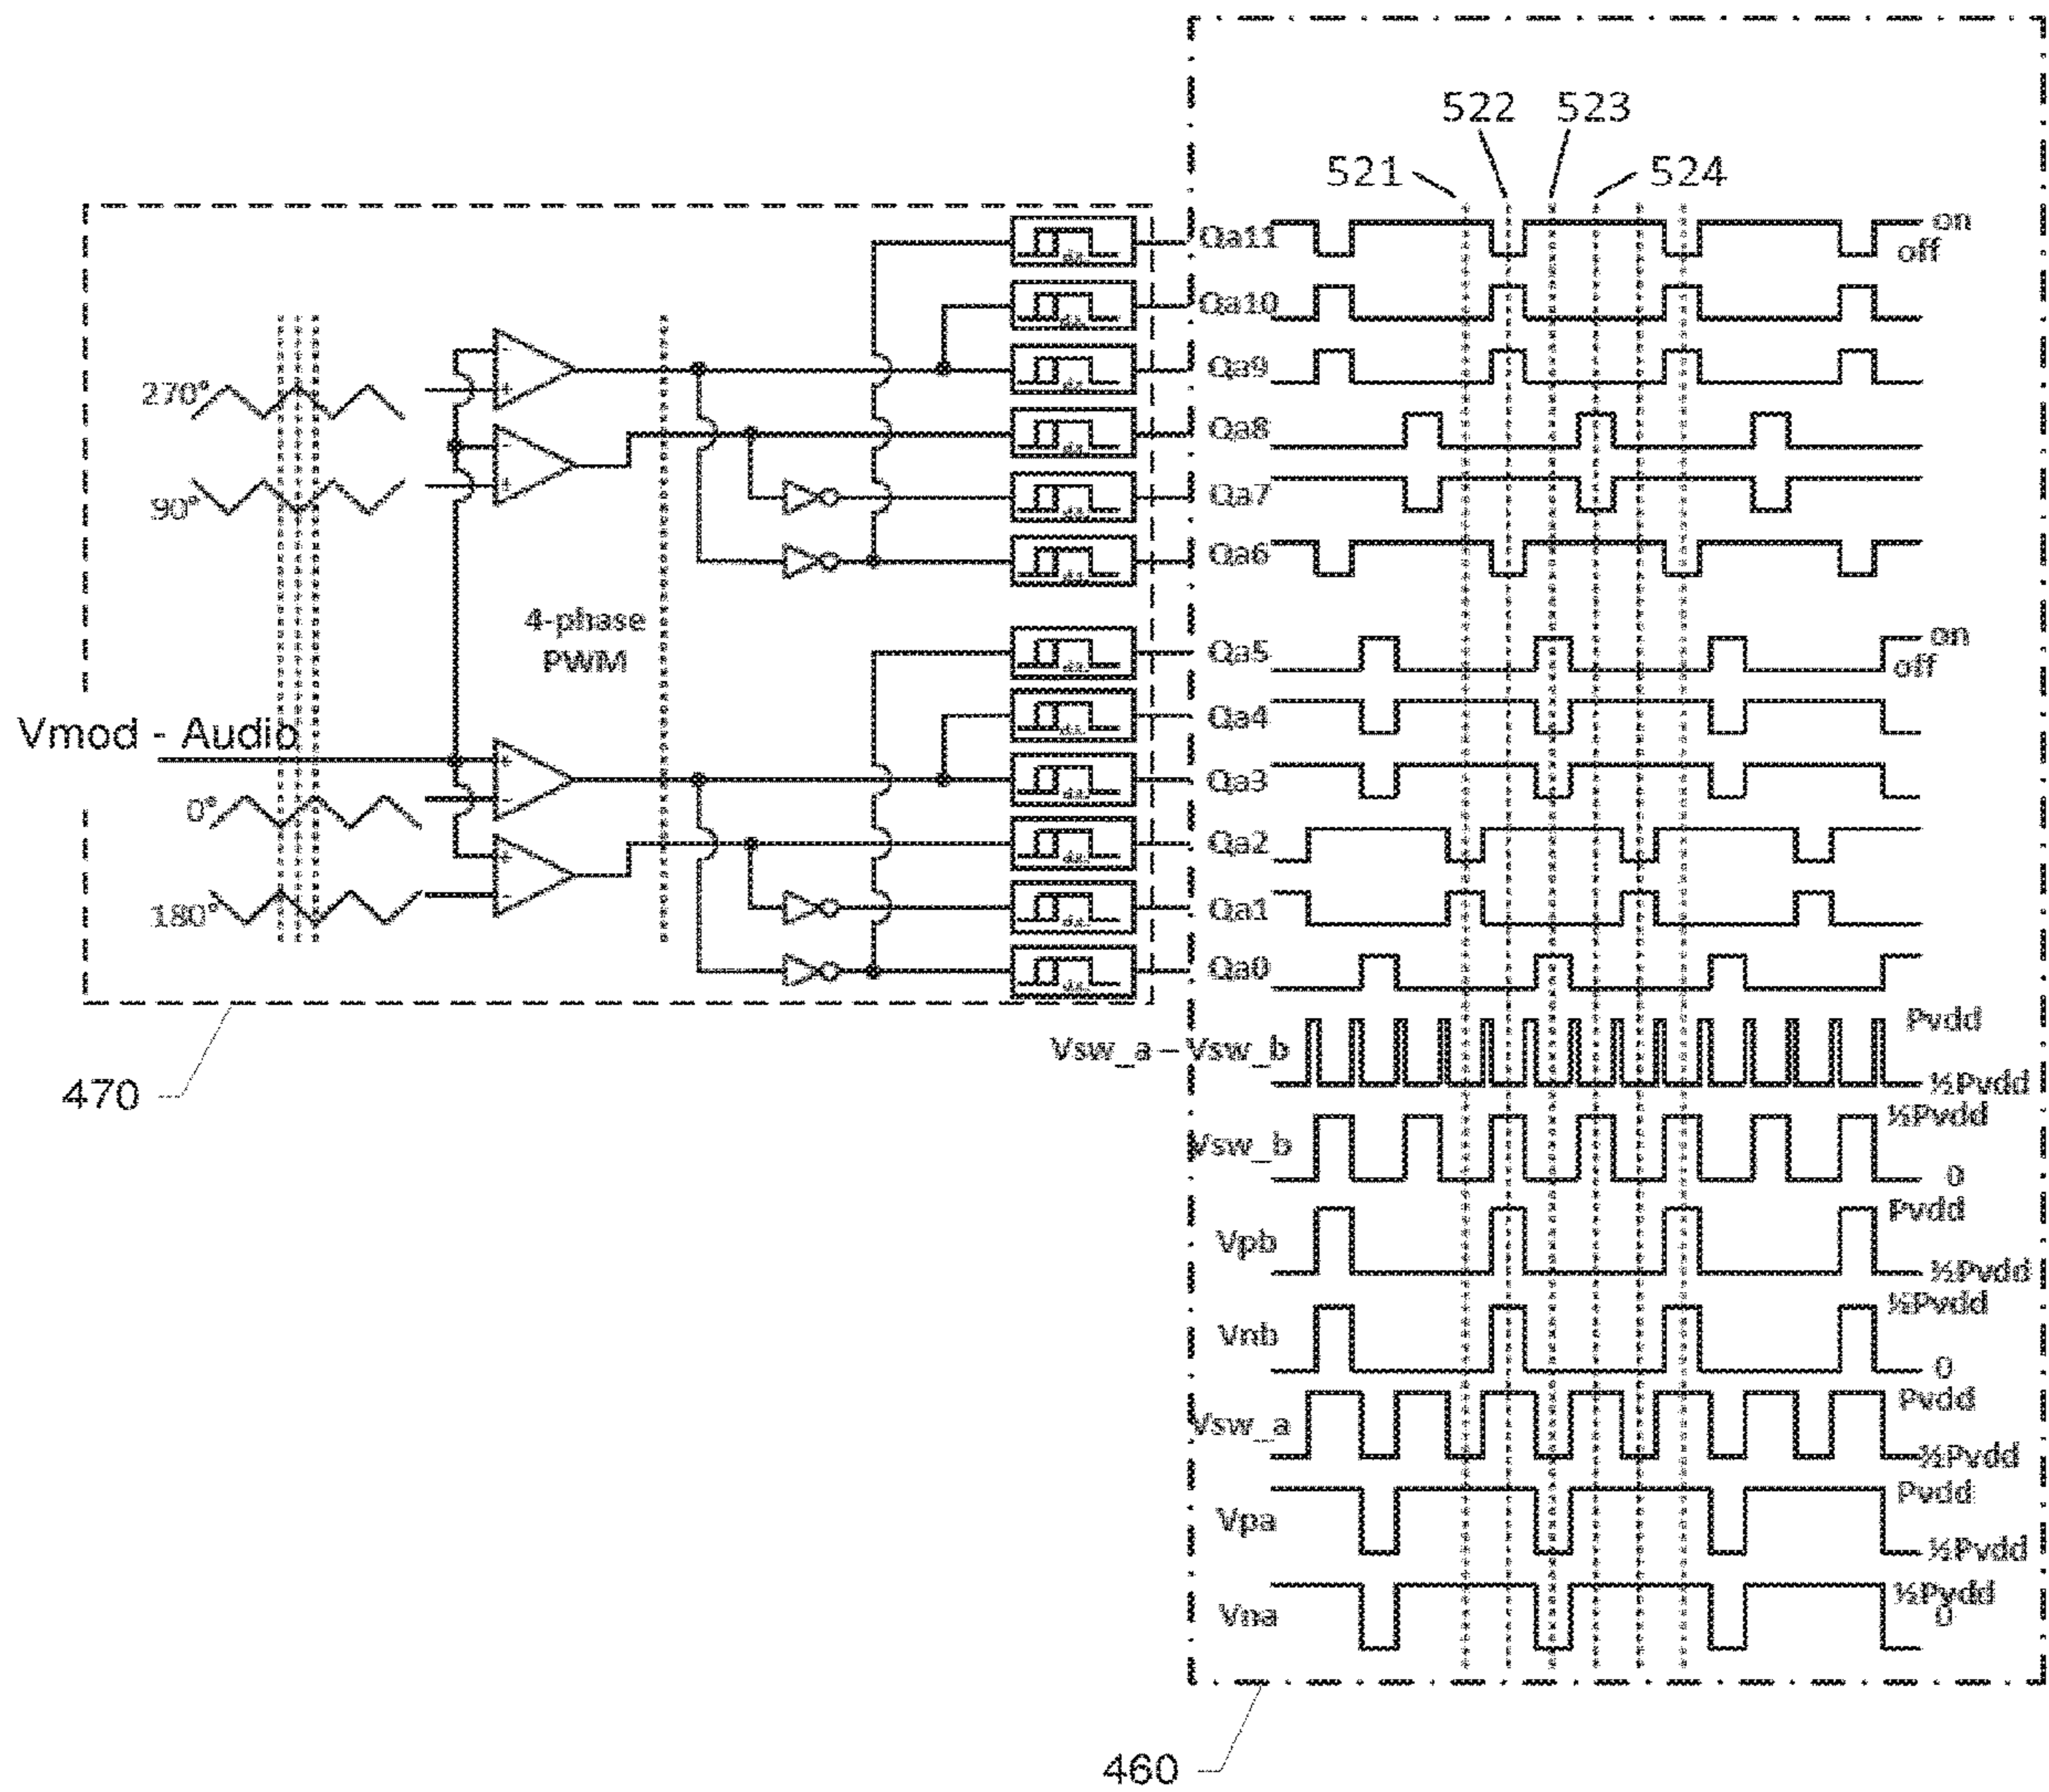 522 523
521 524
Qa11 on
off
Qa10
Qa9
270°
Qa8
90°
Qa7
Qa6
4-phase
PWM
Qa5 on
off
Qa4
Vmod - Audio
Qa3
0°
Qa2
180°
Qa1
Qa0
Pvdd
Vsw_a - Vsw_b
½Pvdd
470
½Pvdd
Vsw_b
0
Pvdd
Vpb
½Pvdd
½Pvdd
Vnb
0
Pvdd
Vsw_a
½Pvdd
Pvdd
Vpa
½Pvdd
½Pvdd
Vna
0
460